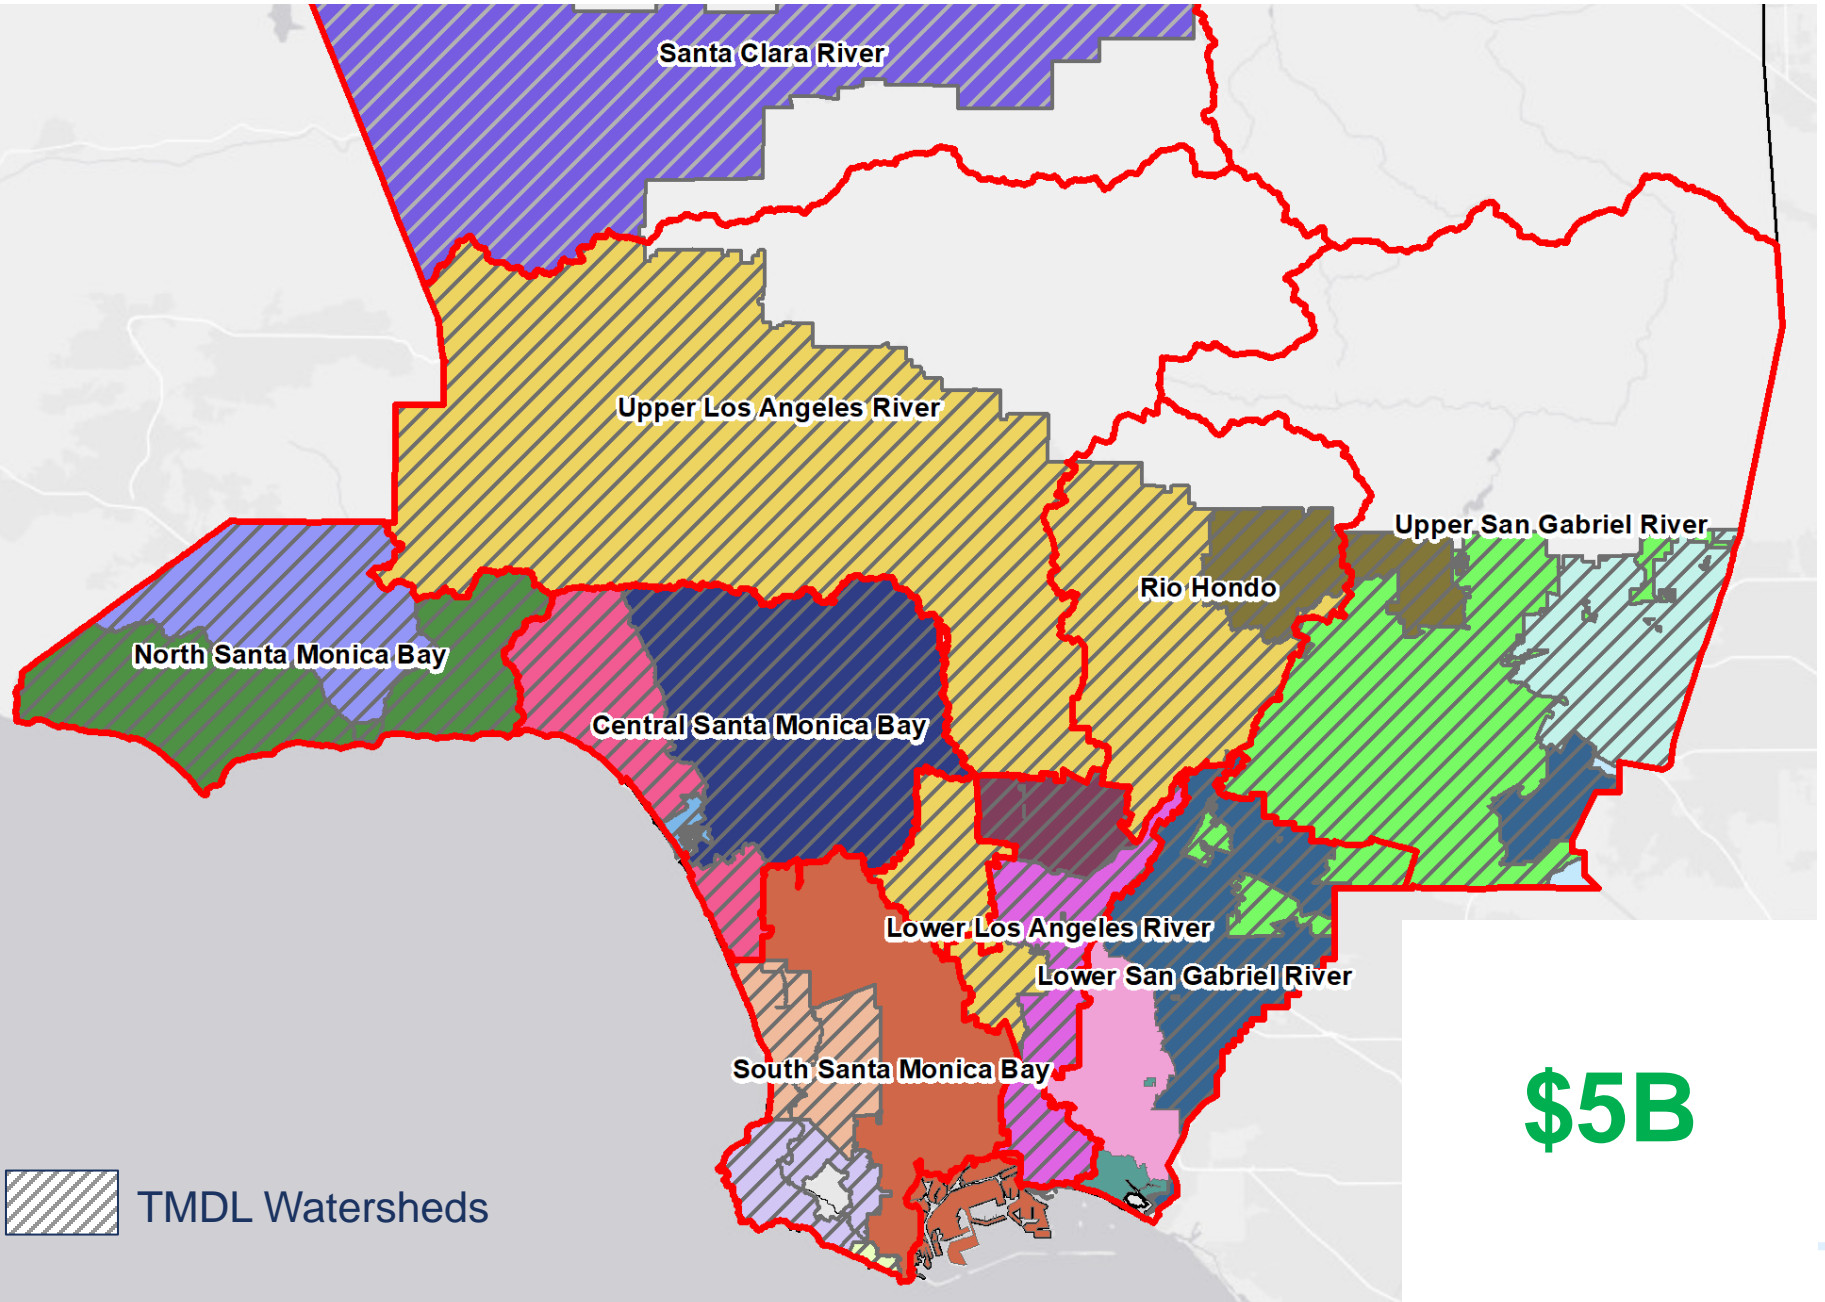 Santa Clara River
Upper Los Angeles River
Upper San Gabriel River
Rio Hondo
North Santa Monica Bay
Central Santa Monica Bay
Lower Los Angeles River
Lower San Gabriel River
South Santa Monica Bay
$5B
TMDL Watersheds